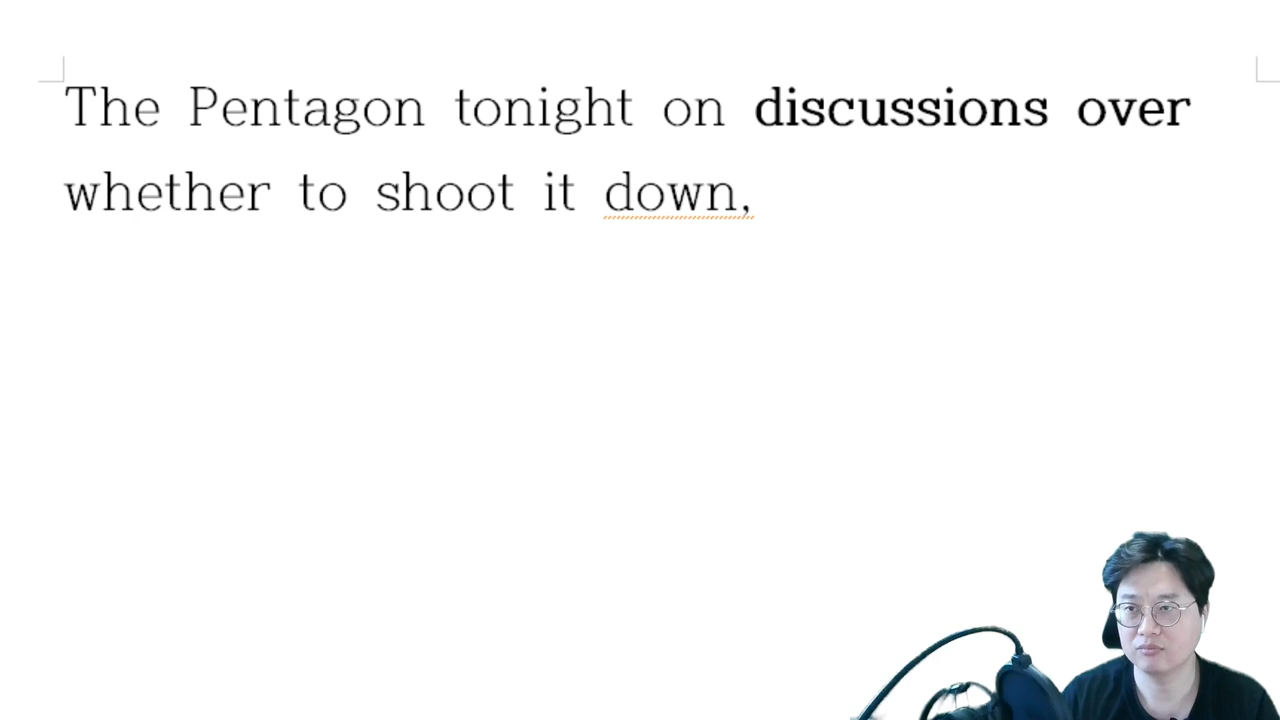 The Pentagon tonight on discussions over
whether to shoot it down,